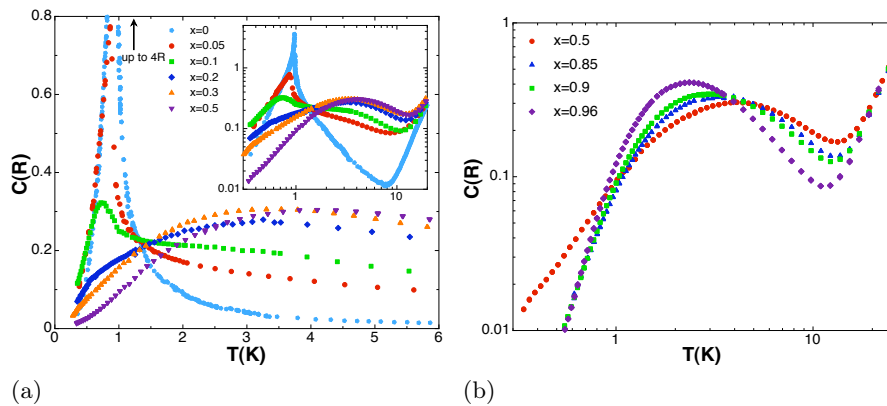 0.8
0.6
0.4
0.2
0
C(R)
0 1 2 3 4 5 6
T(K)
up to 4R
x=0
x=0.05
x=0.1
x=0.2
x=0.3
x=0.5
1
0.1
0.01
1 10
(a)
1
0.1
0.01
C(R)
1 10
T(K)
x=0.5
x=0.85
x=0.9
x=0.96
(b)